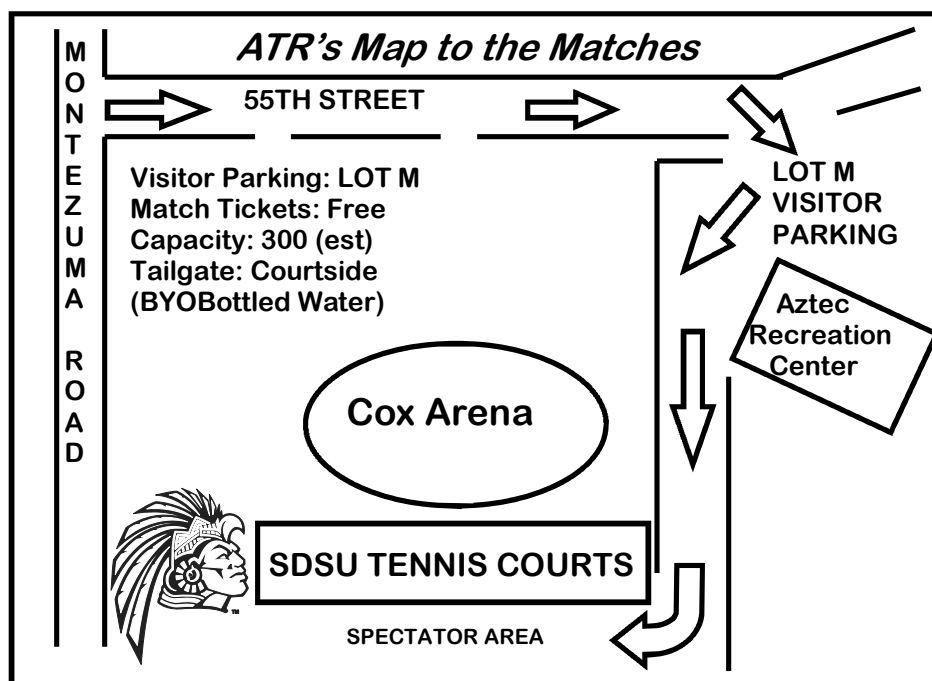 ATR's Map to the Matches
MONTEZUMA ROAD
55TH STREET
Visitor Parking: LOT M
Match Tickets: Free
Capacity: 300 (est)
Tailgate: Courtside
(BYOBottled Water)
LOT M
VISITOR
PARKING
Aztec
Recreation
Center
Cox Arena
SDSU TENNIS COURTS
TM
SPECTATOR AREA